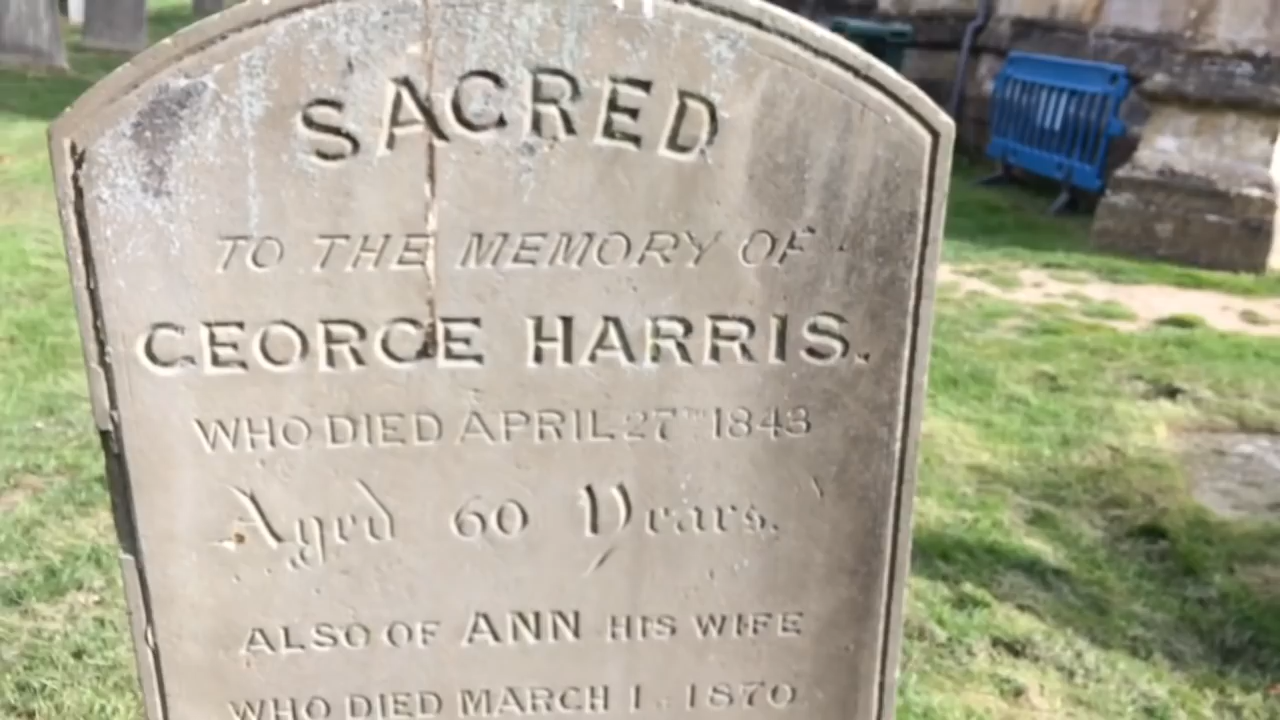 SACRED
TO THE MEMORY OF
GEORGE HARRIS.
WHO DIED APRIL 27TH 1843
Aged 60 Years.
ALSO OF ANN HIS WIFE
WHO DIED MARCH 1. 1870